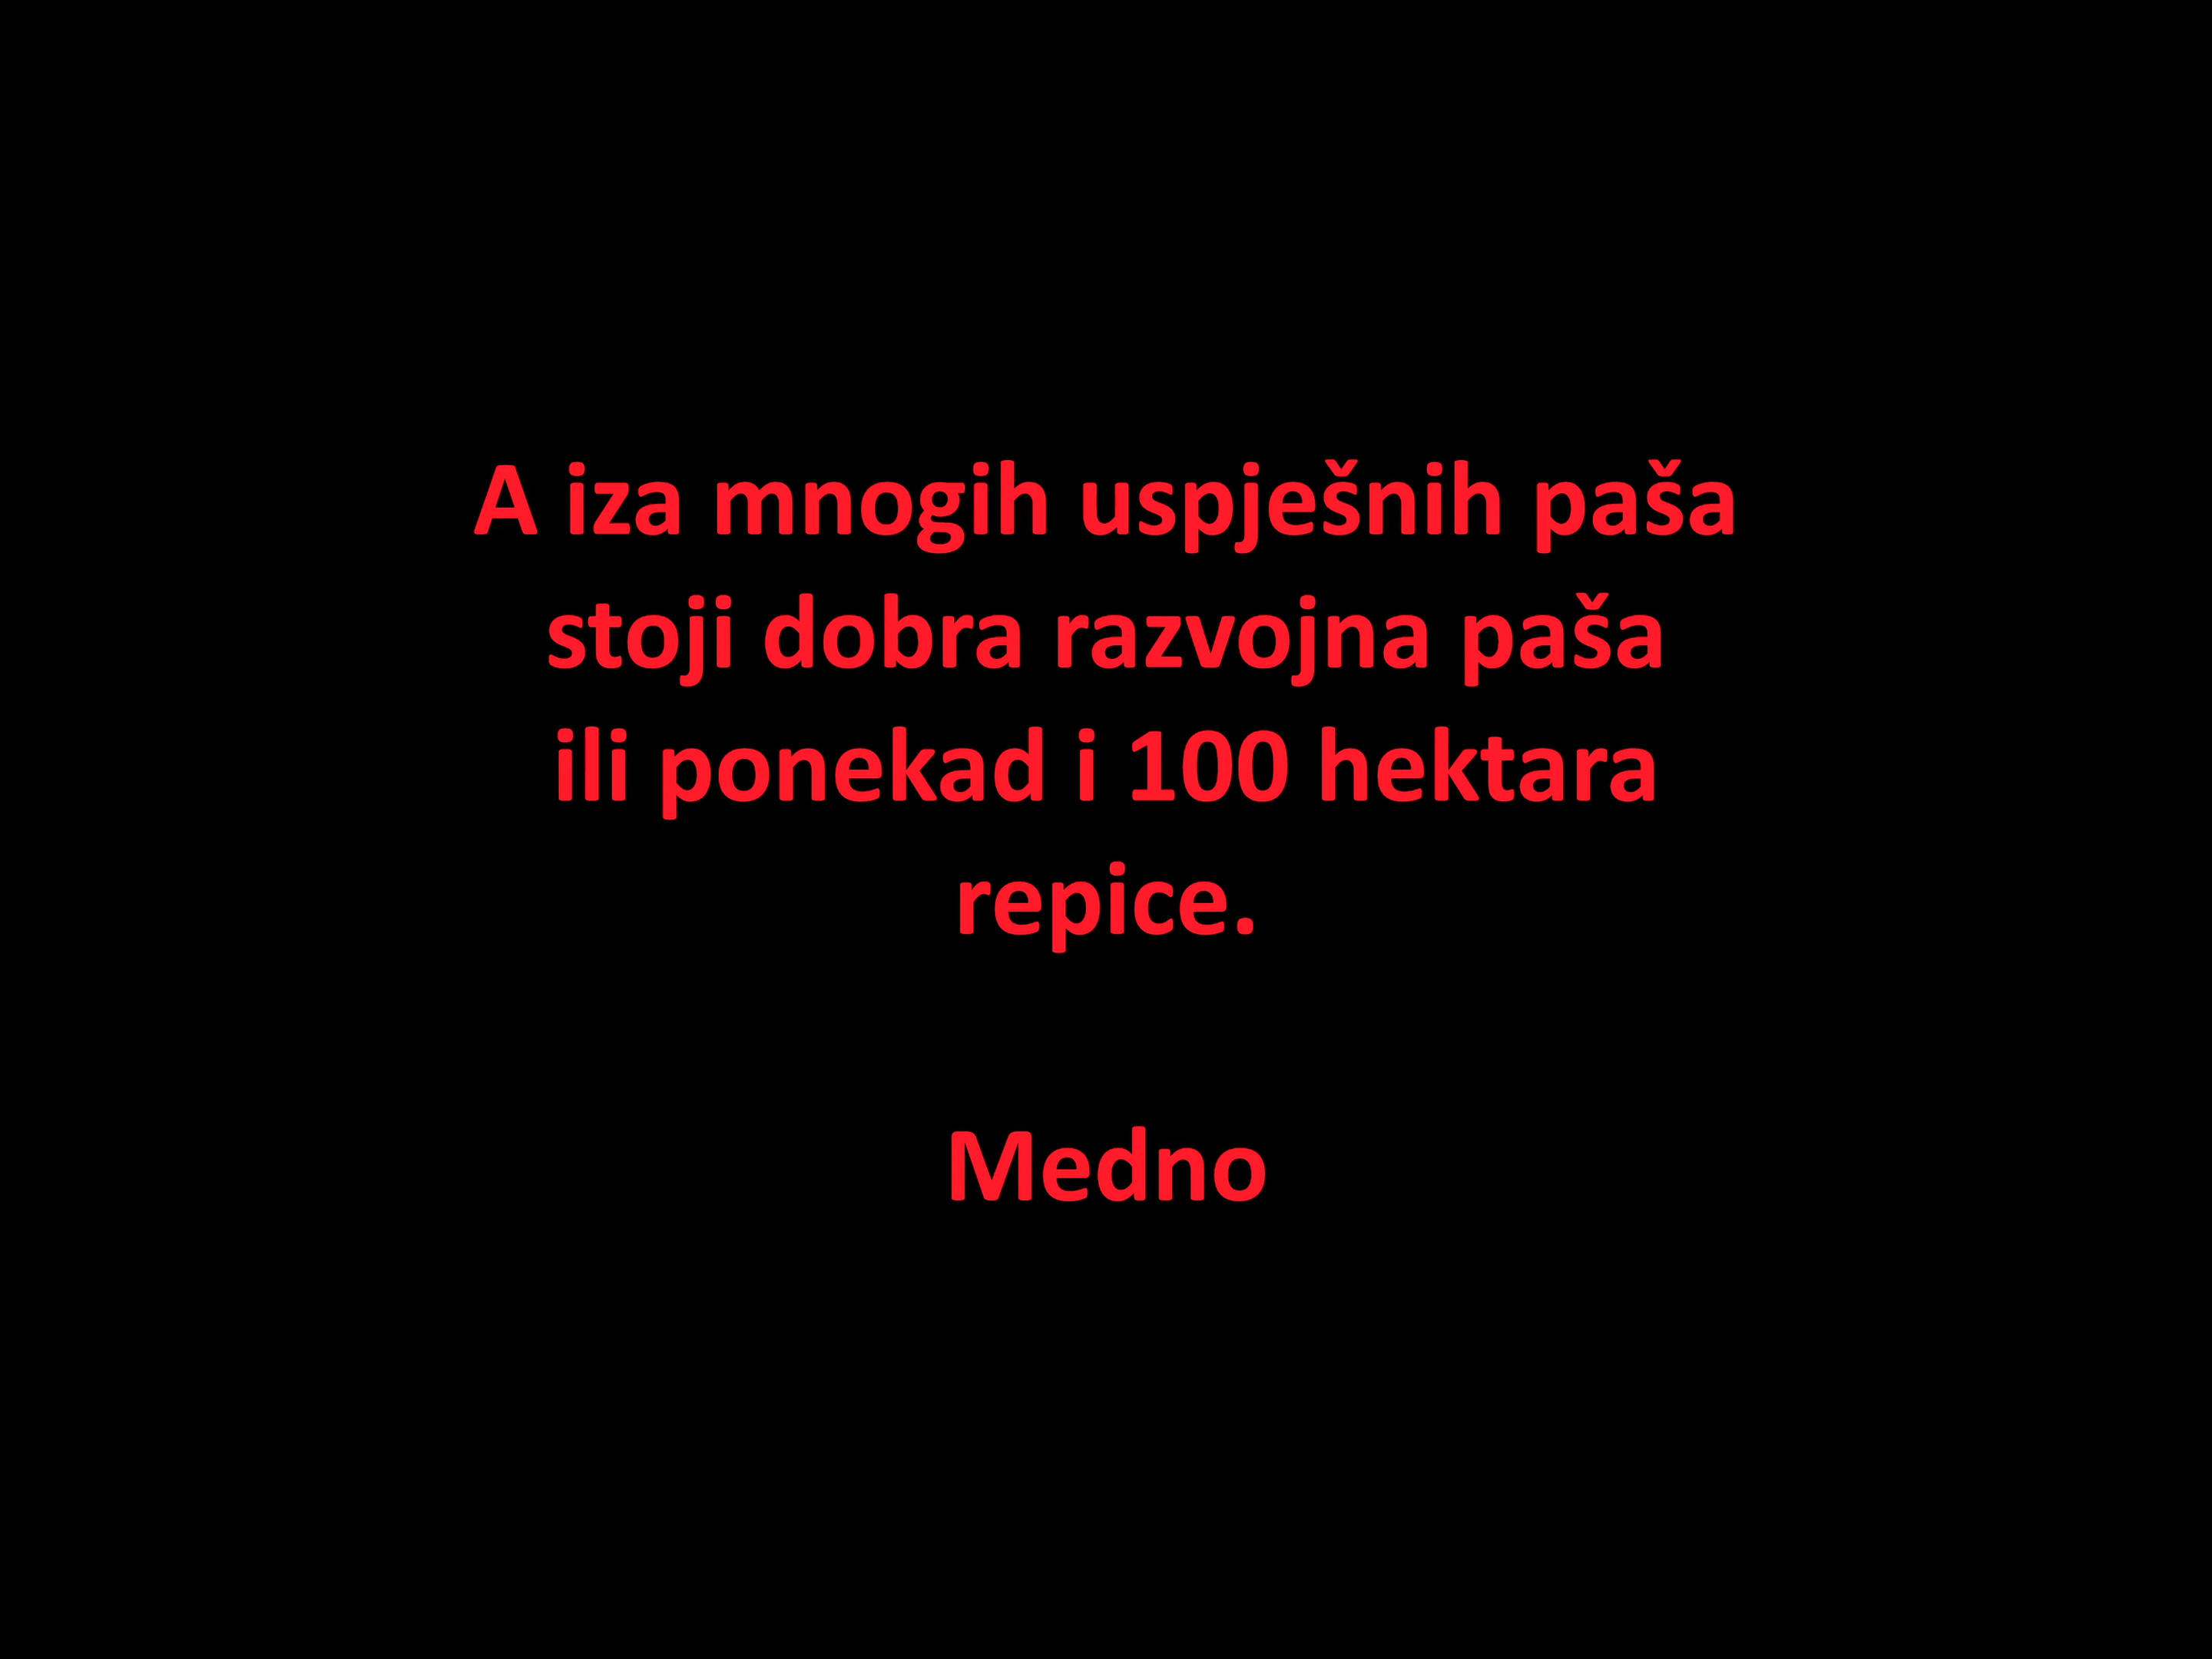 A iza mnogih uspješnih paša
stoji dobra razvojna paša
ili ponekad i 100 hektara
repice.
Medno